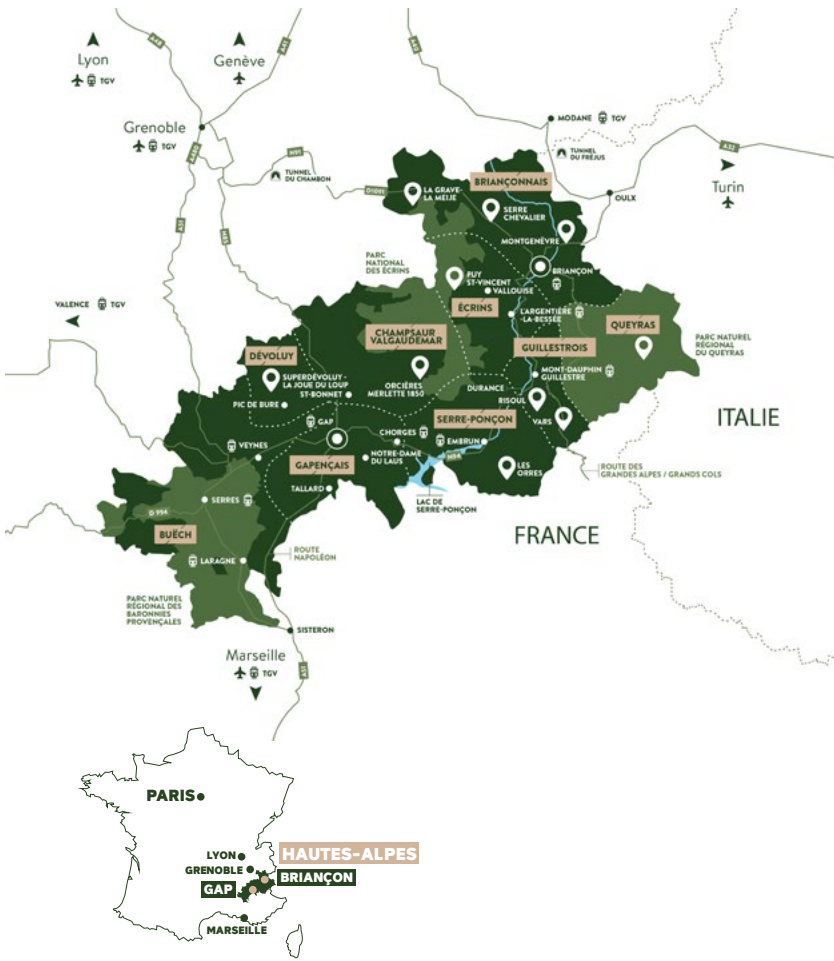 A48
A41
A40
Lyon
TGV
Genève
Grenoble
TGV
MODANE
TGV
A480
N91
TUNNEL
DU CHAMBON
TUNNEL
DU FRÉJUS
A32
Turin
OULX
D1091
LA GRAVE-
LA MEIJE
BRIANÇONNAIS
SERRE
CHEVALIER
MONTGENÈVRE
A51
N85
PARC
NATIONAL
DES ÉCRINS
BRIANÇON
PUY
ST-VINCENT
VALLOUISE
VALENCE
TGV
ÉCRINS
L'ARGENTIÈRE
-LA-BESSÉE
QUEYRAS
CHAMPSAUR
VALGAUDEMAR
GUILLESTROIS
PARC NATUREL
RÉGIONAL
DU QUEYRAS
DÉVOLUY
SUPERDÉVOLUY -
LA JOUE DU LOUP
ST-BONNET
ORCIÈRES
MERLETTE 1850
MONT-DAUPHIN
GUILLESTRE
DURANCE
RISOUL
PIC DE BURE
VARS
ITALIE
GAP
SERRE-PONÇON
CHORGES
EMBRUN
VEYNES
NOTRE-DAME
DU LAUS
N94
GAPENÇAIS
LES
ORRES
ROUTE DES
GRANDES ALPES / GRANDS COLS
TALLARD
SERRES
LAC DE
SERRE-PONÇON
D 994
BUËCH
FRANCE
ROUTE
NAPOLÉON
LARAGNE
PARC NATUREL
RÉGIONAL DES
BARONNIES
PROVENÇALES
SISTERON
Marseille
TGV
A51
PARIS
LYON
HAUTES-ALPES
GRENOBLE
BRIANÇON
GAP
MARSEILLE